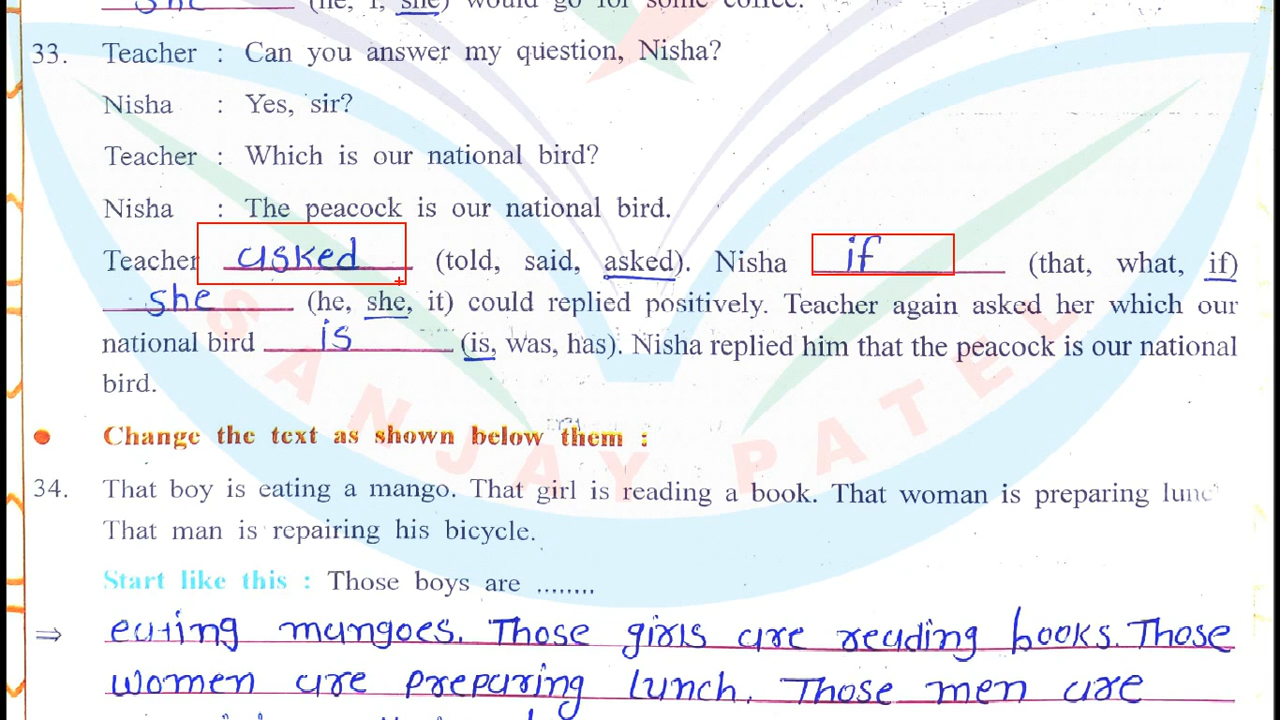 she (he, I, she) would go for some coffee.
33. Teacher : Can you answer my question, Nisha?
Nisha : Yes, sir?
Teacher : Which is our national bird?
Nisha : The peacock is our national bird.
Teacher asked (told, said, asked). Nisha if (that, what, if)
she (he, she, it) could replied positively. Teacher again asked her which our
national bird is (is, was, has). Nisha replied him that the peacock is our national
bird.
Change the text as shown below them :
34. That boy is eating a mango. That girl is reading a book. That woman is preparing
That man is repairing his bicycle.
Start like this : Those boys are ........
⇒ eating mangoes. Those girls are reading books. Those
women are preparing lunch. Those men are
SANJAY PATEL